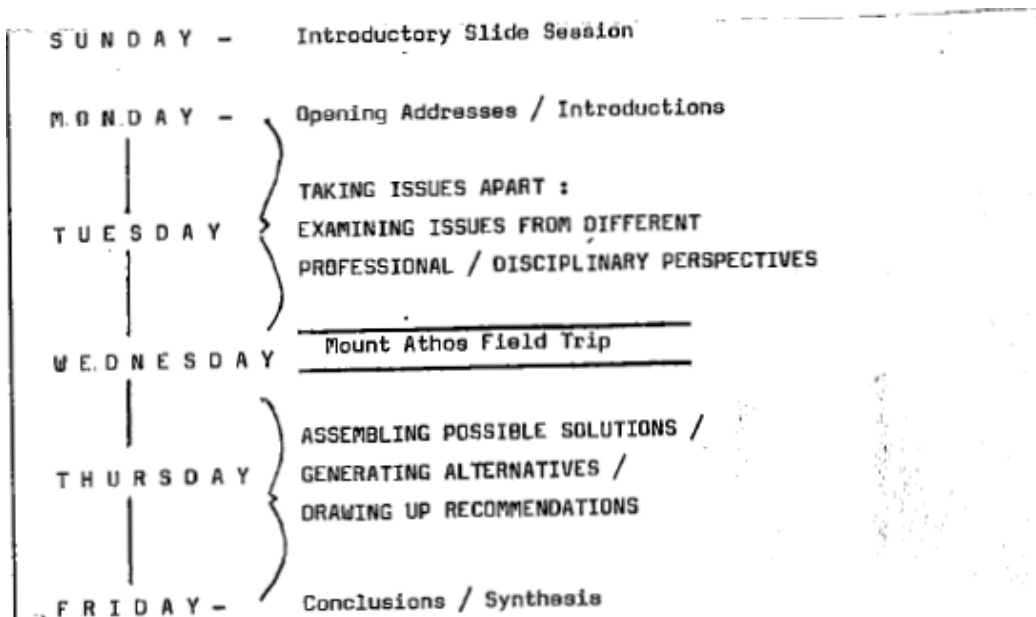 SUNDAY – Introductory Slide Session
MONDAY – Opening Addresses / Introductions
TAKING ISSUES APART :
TUESDAY EXAMINING ISSUES FROM DIFFERENT
PROFESSIONAL / DISCIPLINARY PERSPECTIVES
WEDNESDAY Mount Athos Field Trip
ASSEMBLING POSSIBLE SOLUTIONS /
THURSDAY GENERATING ALTERNATIVES /
DRAWING UP RECOMMENDATIONS
FRIDAY – Conclusions / Synthesis